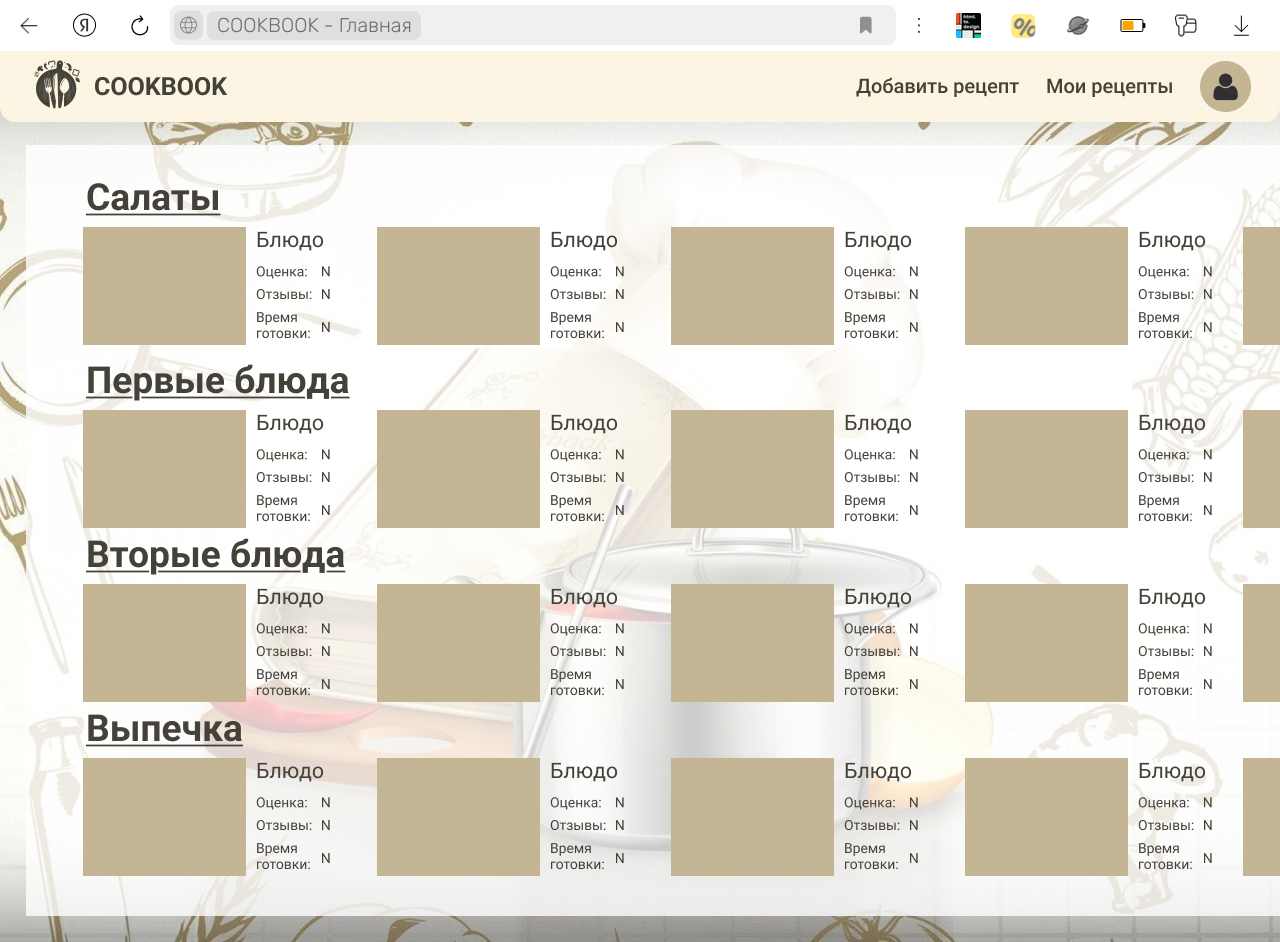 Я COOKBOOK - Главная
COOKBOOK Добавить рецепт Мои рецепты
Салаты
Блюдо Блюдо Блюдо Блюдо
Оценка: N Оценка: N Оценка: N Оценка: N
Отзывы: N Отзывы: N Отзывы: N Отзывы: N
Время Время Время Время
готовки: N готовки: N готовки: N готовки: N
Первые блюда
Блюдо Блюдо Блюдо Блюдо
Оценка: N Оценка: N Оценка: N Оценка: N
Отзывы: N Отзывы: N Отзывы: N Отзывы: N
Время Время Время Время
готовки: N готовки: N готовки: N готовки: N
Вторые блюда
Блюдо Блюдо Блюдо Блюдо
Оценка: N Оценка: N Оценка: N Оценка: N
Отзывы: N Отзывы: N Отзывы: N Отзывы: N
Время Время Время Время
готовки: N готовки: N готовки: N готовки: N
Выпечка
Блюдо Блюдо Блюдо Блюдо
Оценка: N Оценка: N Оценка: N Оценка: N
Отзывы: N Отзывы: N Отзывы: N Отзывы: N
Время Время Время Время
готовки: N готовки: N готовки: N готовки: N